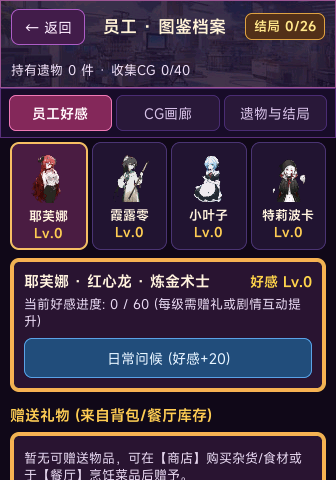 ← 返回
员工 · 图鉴档案
结局 0/26
持有遗物 0 件 · 收集CG 0/40
员工好感
CG画廊
遗物与结局
耶芙娜
Lv.0
霞露零
Lv.0
小叶子
Lv.0
特莉波卡
Lv.0
耶芙娜 · 红心龙 · 炼金术士
好感 Lv.0
当前好感进度: 0 / 60 (每级需赠礼或剧情互动提
升)
日常问候 (好感+20)
赠送礼物 (来自背包/餐厅库存)
暂无可赠送物品，可在【商店】购买杂货/食材或
于【餐厅】烹饪菜品后赠予。